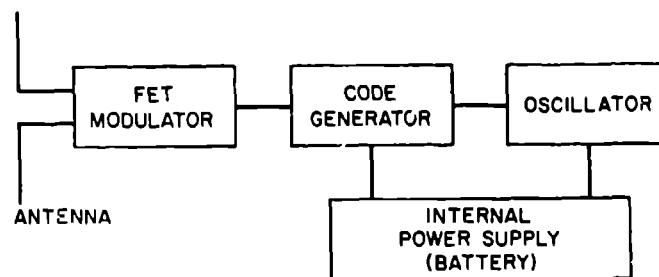 FET
MODULATOR
CODE
GENERATOR
OSCILLATOR
ANTENNA
INTERNAL
POWER SUPPLY
(BATTERY)